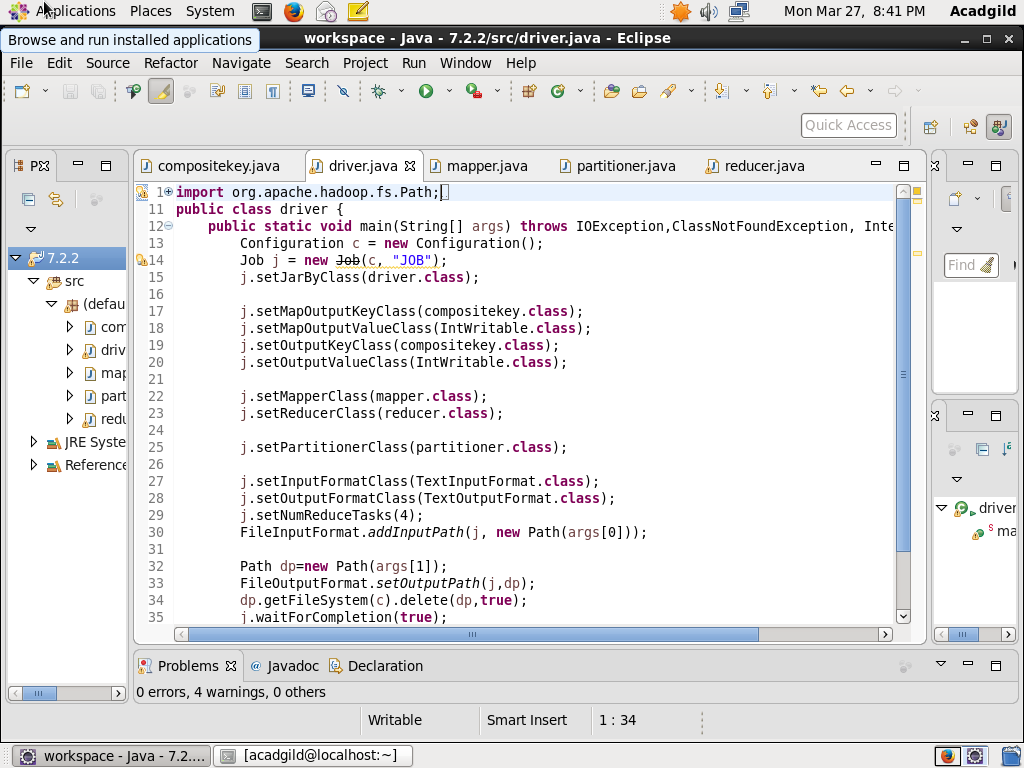 Applications Places System Mon Mar 27, 8:41 PM Acadgild
Browse and run installed applications
workspace - Java - 7.2.2/src/driver.java - Eclipse
File Edit Source Refactor Navigate Search Project Run Window Help
Quick Access
P compositekey.java driver.java mapper.java partitioner.java reducer.java
1 import org.apache.hadoop.fs.Path;
11 public class driver {
12 public static void main(String[] args) throws IOException,ClassNotFoundException, Inte
13 Configuration c = new Configuration();
14 Job j = new Job(c, "JOB");
15 j.setJarByClass(driver.class);
16
17 j.setMapOutputKeyClass(compositekey.class);
18 j.setMapOutputValueClass(IntWritable.class);
19 j.setOutputKeyClass(compositekey.class);
20 j.setOutputValueClass(IntWritable.class);
21
22 j.setMapperClass(mapper.class);
23 j.setReducerClass(reducer.class);
24
25 j.setPartitionerClass(partitioner.class);
26
27 j.setInputFormatClass(TextInputFormat.class);
28 j.setOutputFormatClass(TextOutputFormat.class);
29 j.setNumReduceTasks(4);
30 FileInputFormat.addInputPath(j, new Path(args[0]));
31
32 Path dp=new Path(args[1]);
33 FileOutputFormat.setOutputPath(j,dp);
34 dp.getFileSystem(c).delete(dp,true);
35 j.waitForCompletion(true);
7.2.2
src
(defau
com
driv
map
part
redu
JRE Syste
Reference
Find
driver
ma
Problems @ Javadoc Declaration
0 errors, 4 warnings, 0 others
Writable Smart Insert 1 : 34
workspace - Java - 7.2.... [acadgild@localhost:~]